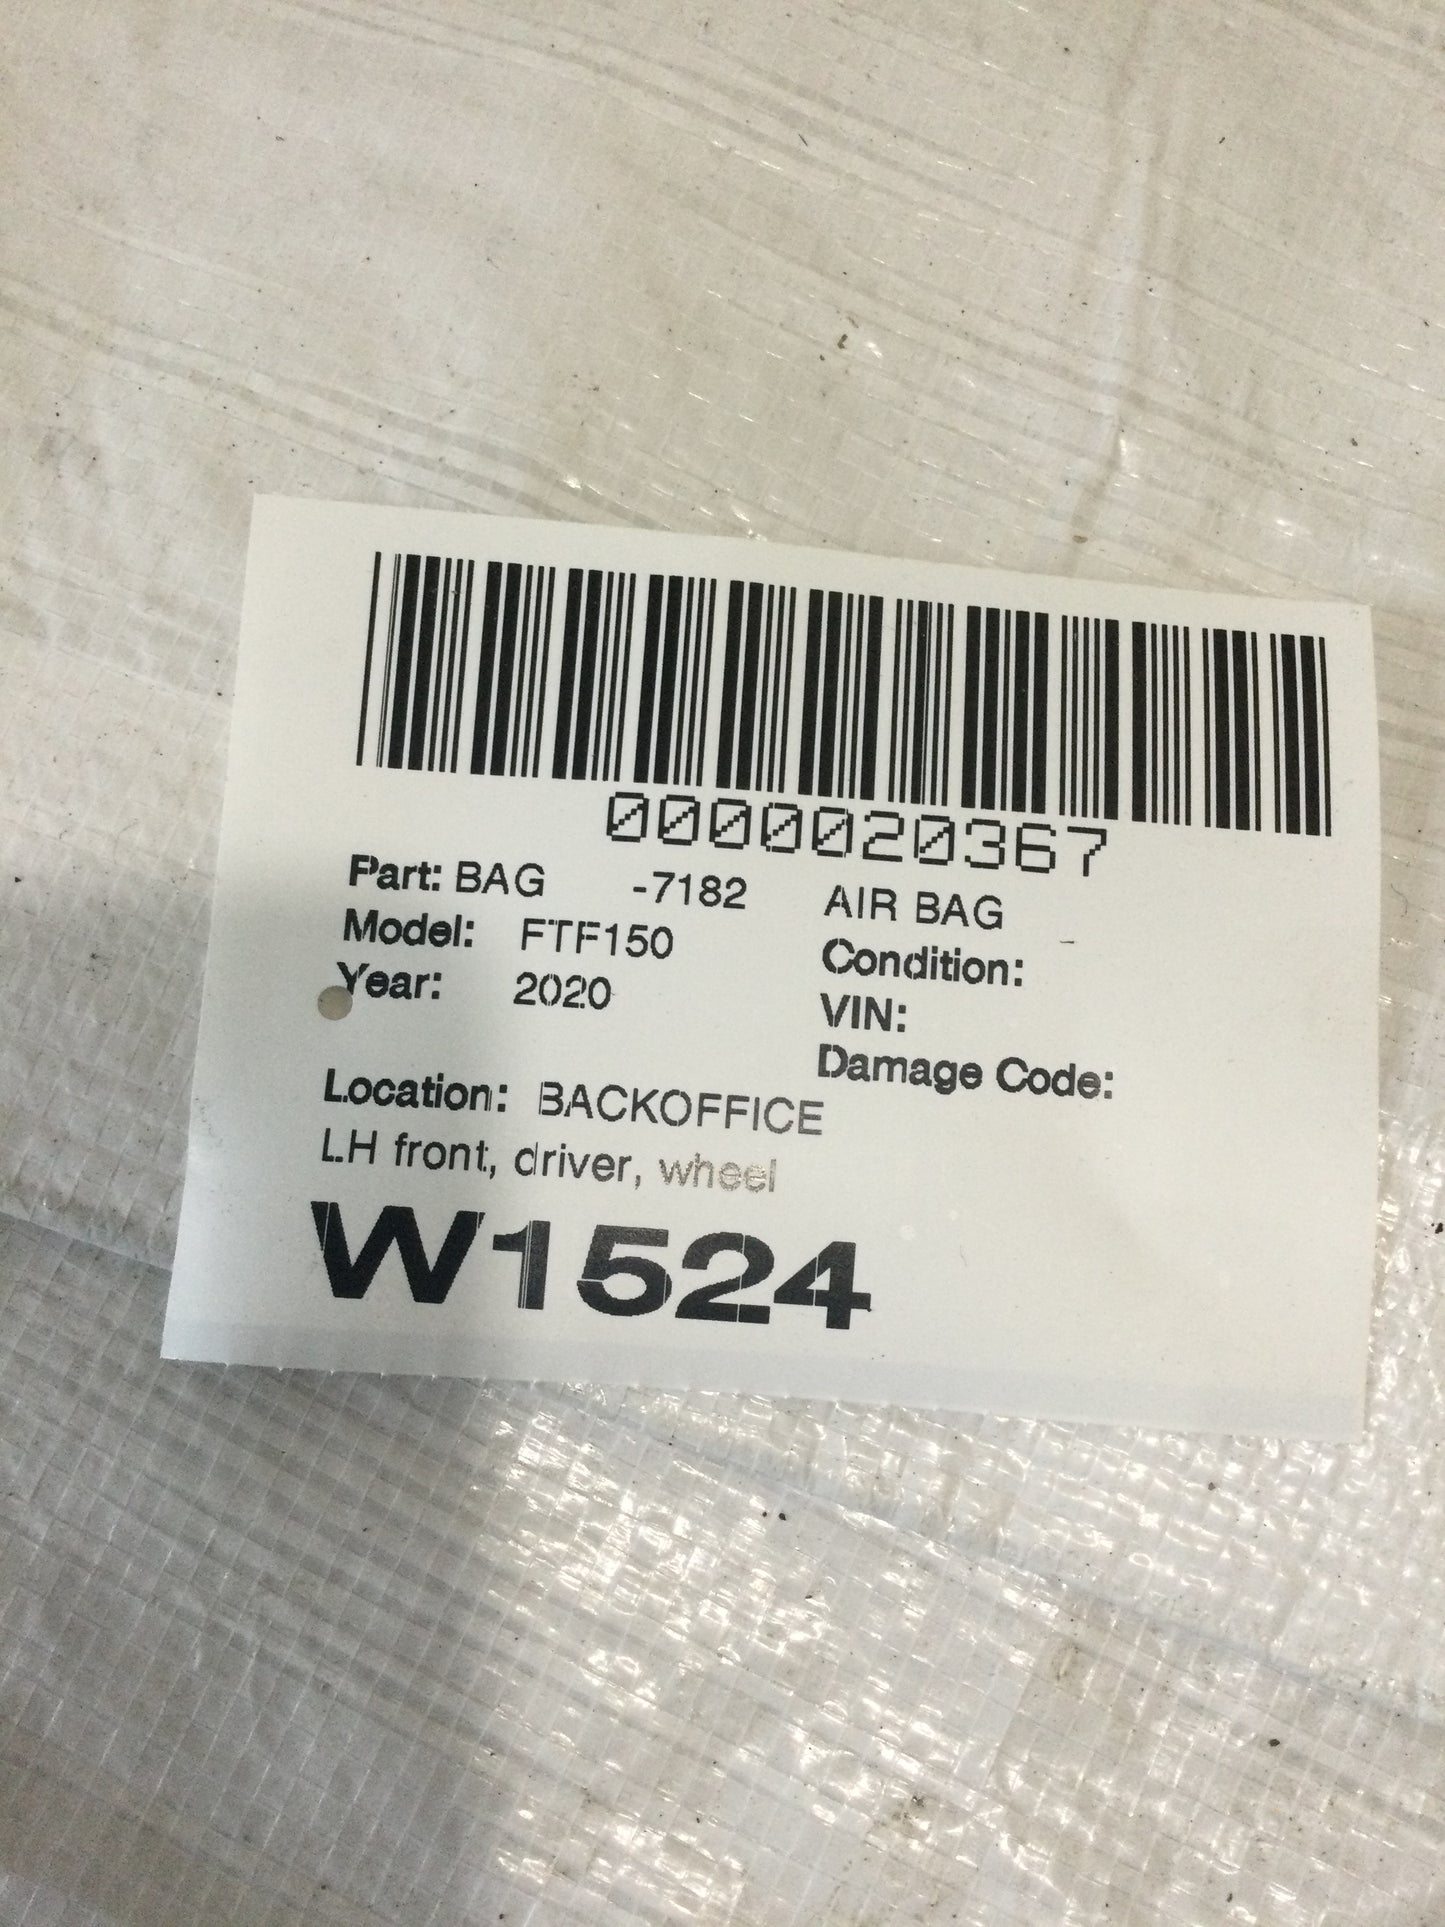 0000020367
Part: BAG -7182 AIR BAG
Model: FTF150 Condition:
Year: 2020 VIN:
Damage Code:
Location: BACKOFFICE
LH front, driver, wheel
W1524